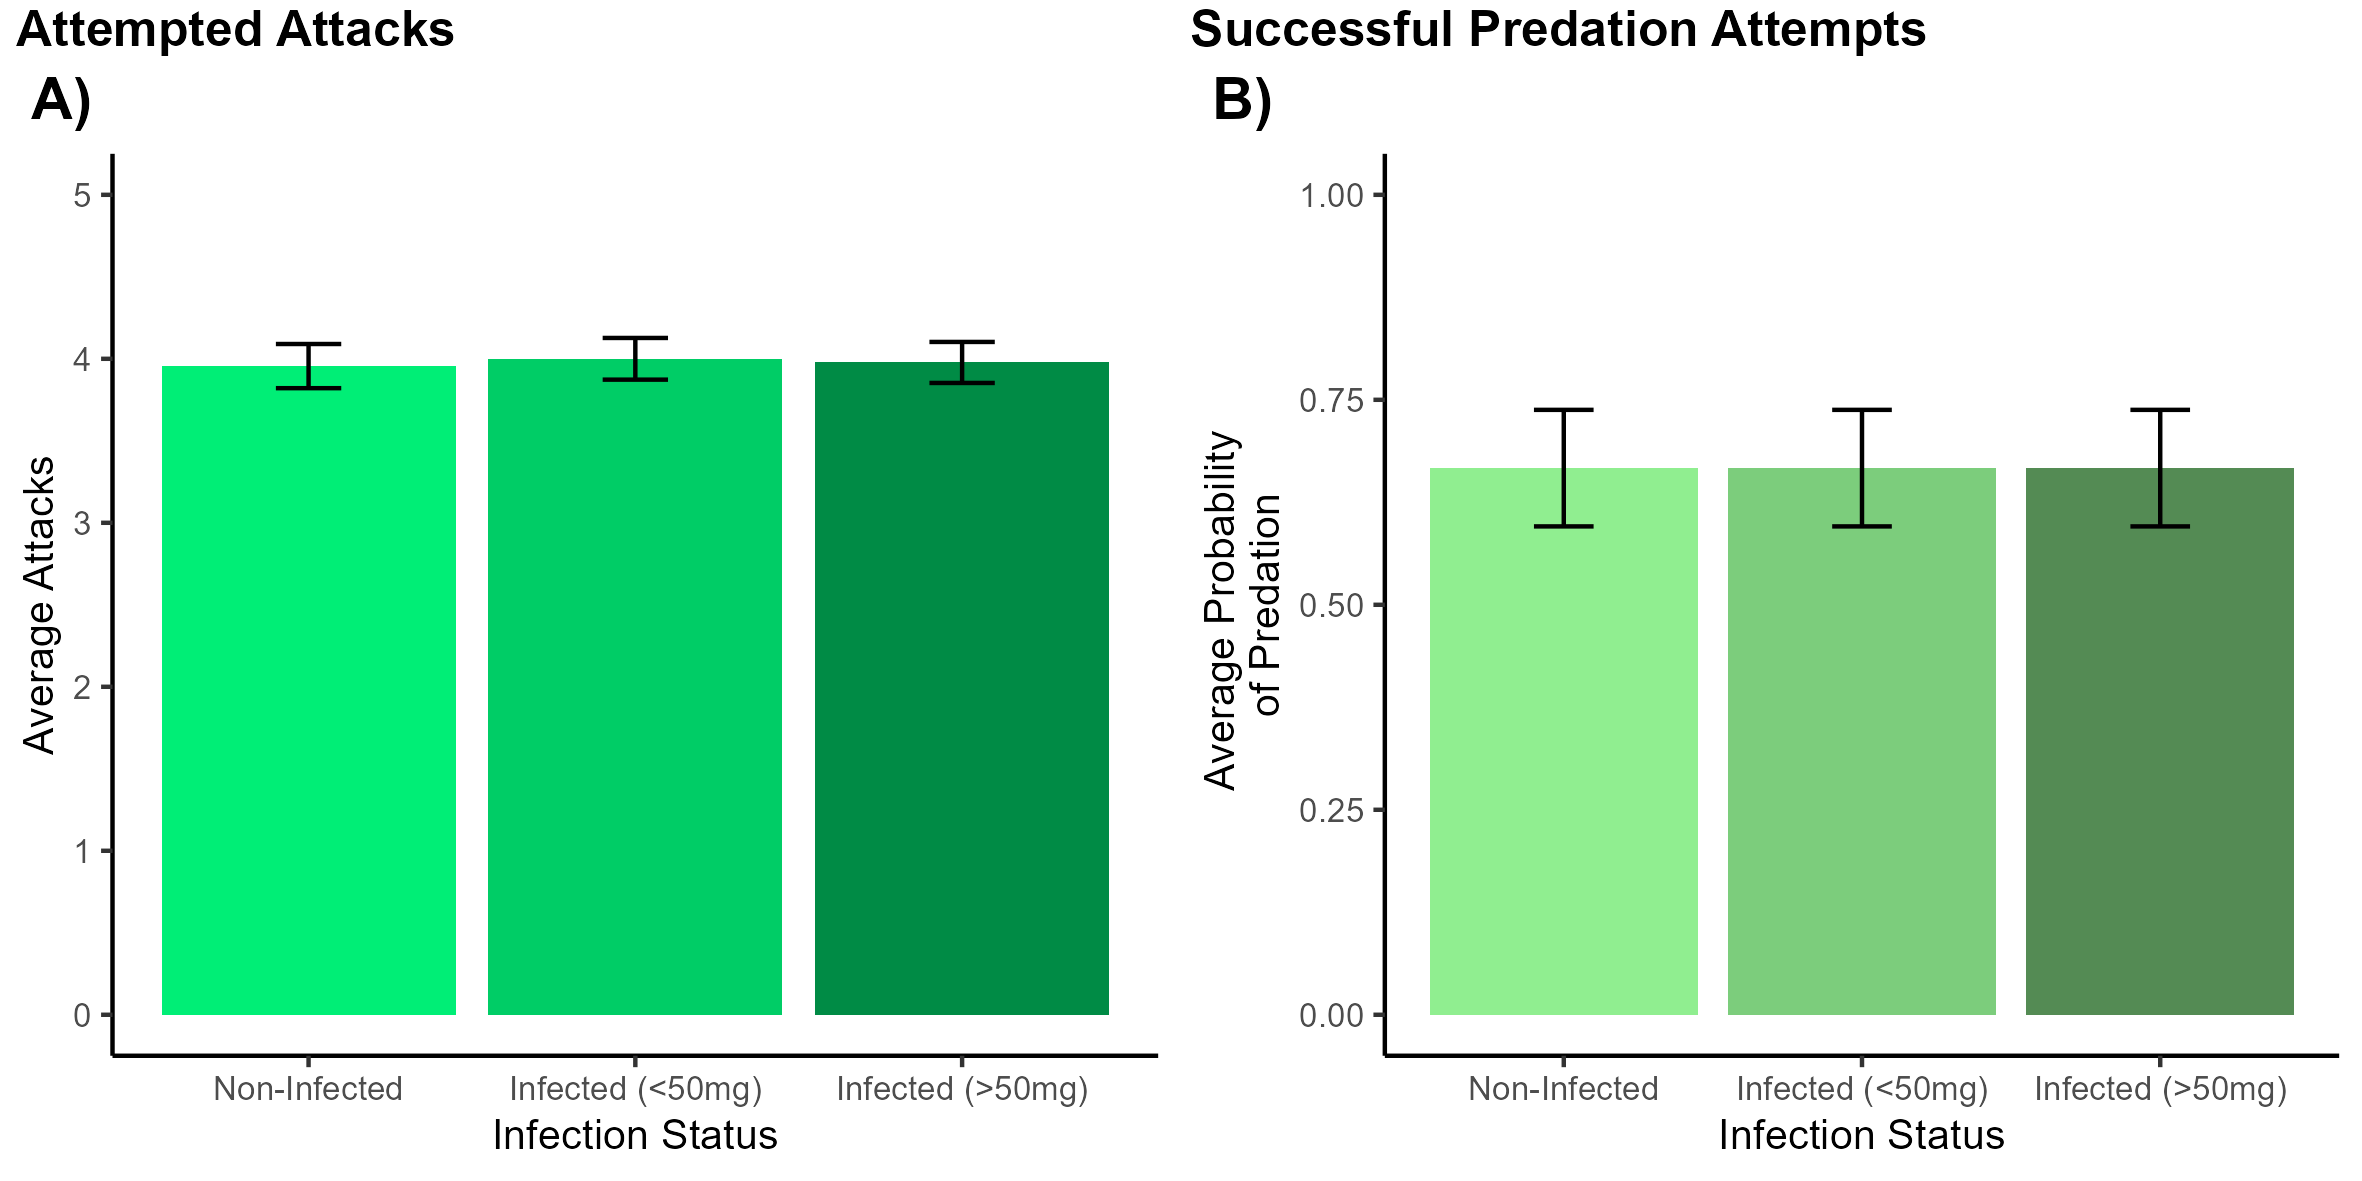 Attempted Attacks
A)
5
4
3
2
1
0
Average Attacks
Non-Infected
Infected (<50mg)
Infected (>50mg)
Infection Status
Successful Predation Attempts
B)
1.00
0.75
0.50
0.25
0.00
Average Probability
of Predation
Non-Infected
Infected (<50mg)
Infected (>50mg)
Infection Status